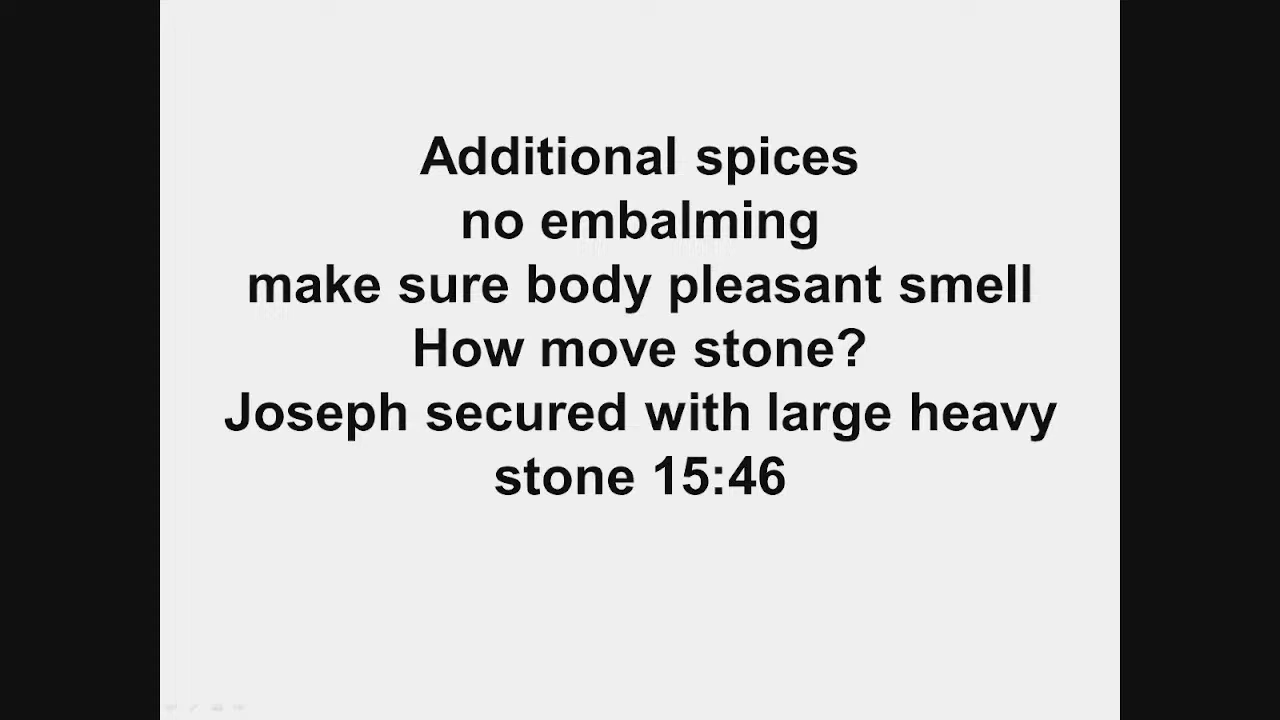 Additional spices
no embalming
make sure body pleasant smell
How move stone?
Joseph secured with large heavy
stone 15:46